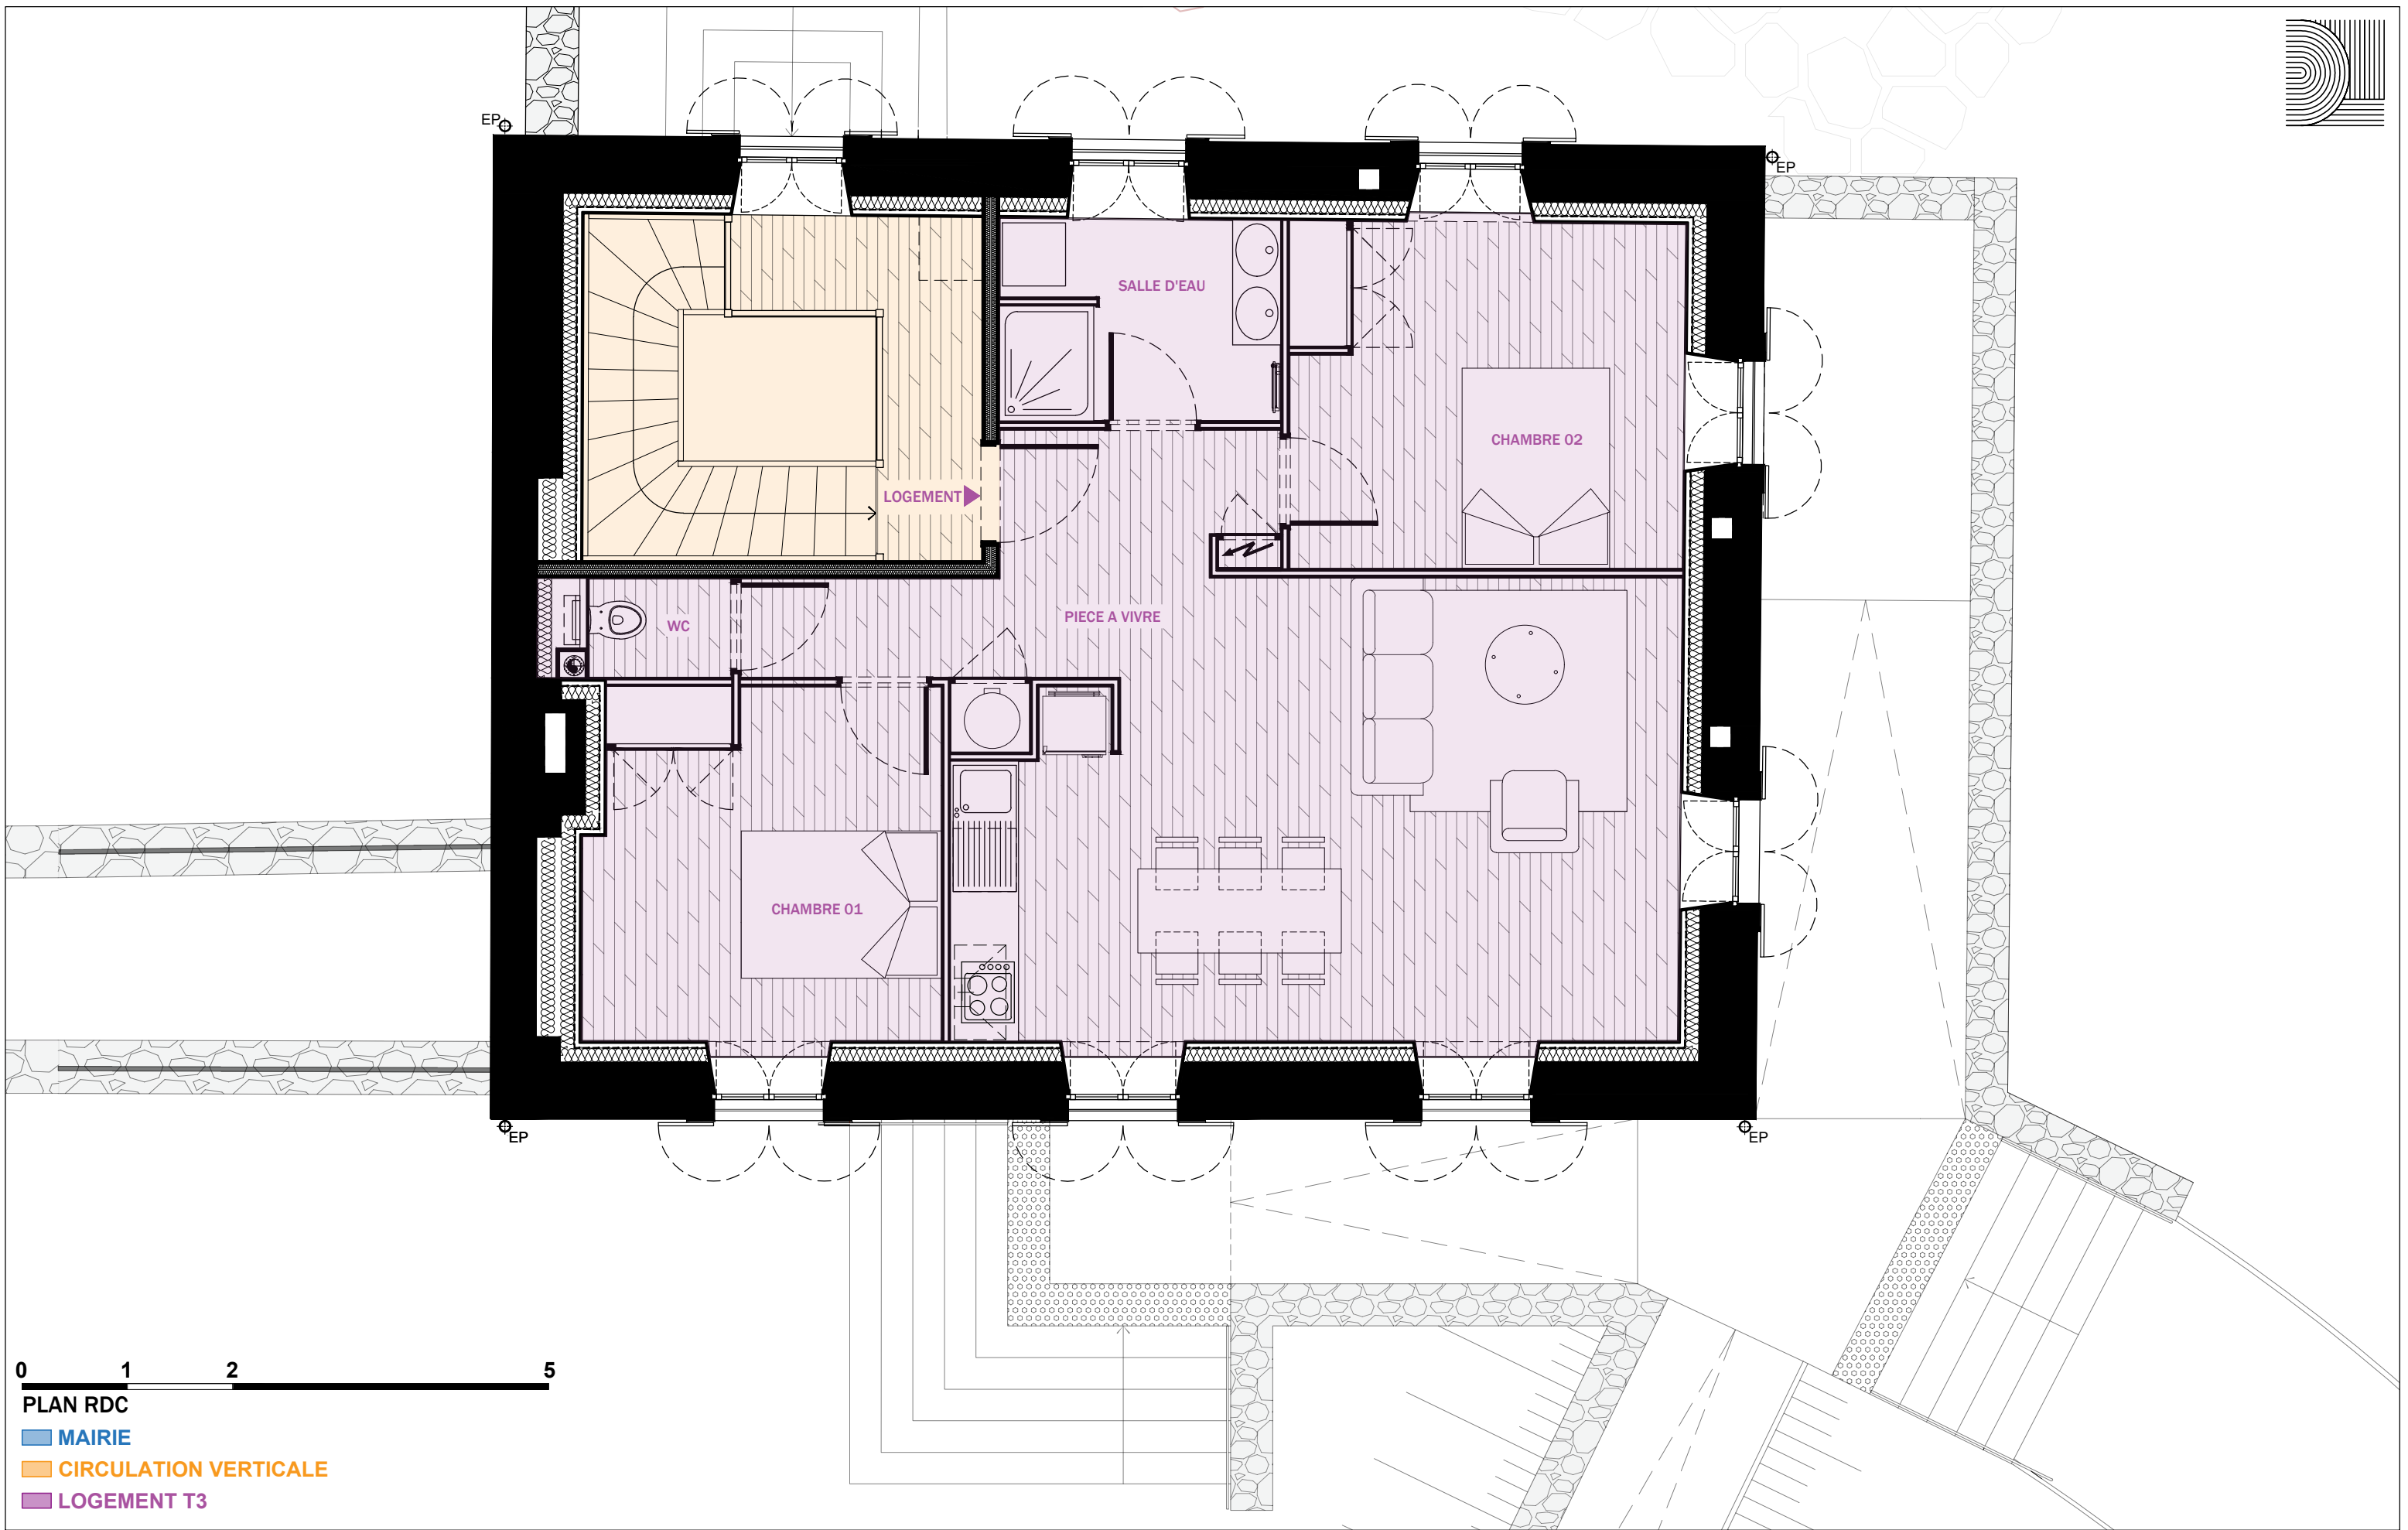 EP
EP
SALLE D'EAU
CHAMBRE 02
LOGEMENT
PIECE A VIVRE
WC
CHAMBRE 01
EP
EP
0 1 2 5
PLAN RDC
MAIRIE
CIRCULATION VERTICALE
LOGEMENT T3